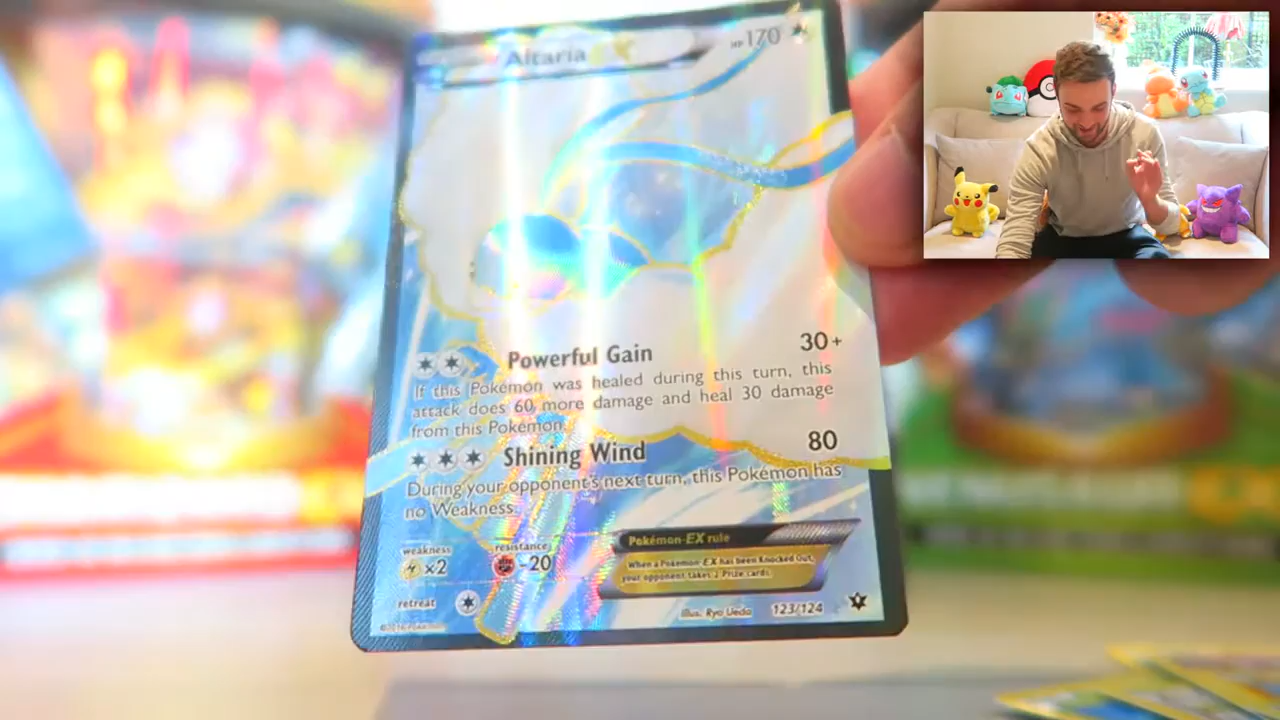 Altaria HP170
Powerful Gain 30+
If this Pokémon was healed during this turn, this
attack does 60 more damage and heal 30 damage
from this Pokémon.
Shining Wind 80
During your opponent's next turn, this Pokémon has
no Weakness.
weakness resistance
x2 -20
Pokémon-EX rule
When a Pokémon-EX has been Knocked Out,
your opponent takes 2 Prize cards.
retreat
Illus. Ryo Ueda 123/124